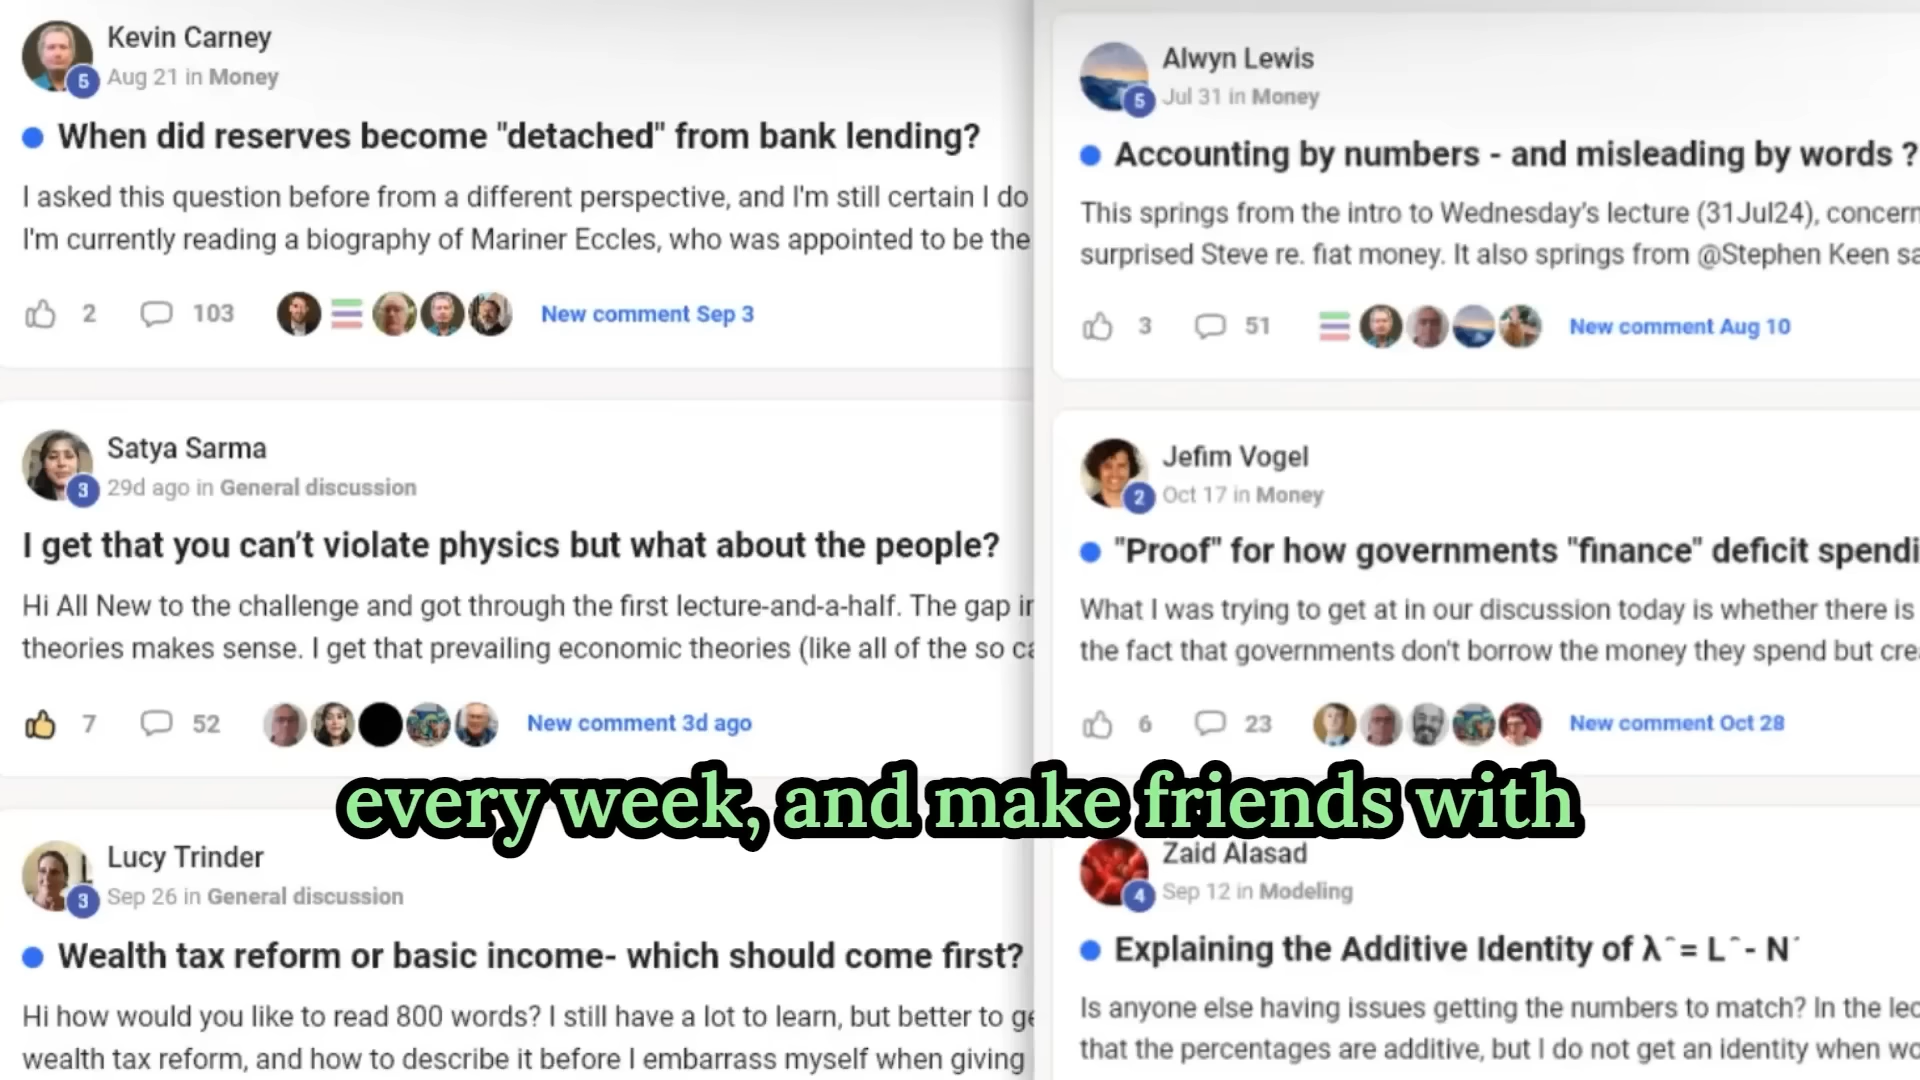 Kevin Carney
5
Aug 21 in Money
When did reserves become "detached" from bank lending?
I asked this question before from a different perspective, and I'm still certain I do
I'm currently reading a biography of Mariner Eccles, who was appointed to be the
2 103 New comment Sep 3
Satya Sarma
3
29d ago in General discussion
I get that you can't violate physics but what about the people?
Hi All New to the challenge and got through the first lecture-and-a-half. The gap in
theories makes sense. I get that prevailing economic theories (like all of the so ca
7 52 New comment 3d ago
Lucy Trinder
3
Sep 26 in General discussion
Wealth tax reform or basic income- which should come first?
Hi how would you like to read 800 words? I still have a lot to learn, but better to ge
wealth tax reform, and how to describe it before I embarrass myself when giving
Alwyn Lewis
5
Jul 31 in Money
Accounting by numbers - and misleading by words ?
This springs from the intro to Wednesday's lecture (31Jul24), concern
surprised Steve re. fiat money. It also springs from @Stephen Keen sa
3 51 New comment Aug 10
Jefim Vogel
2
Oct 17 in Money
"Proof" for how governments "finance" deficit spendi
What I was trying to get at in our discussion today is whether there is
the fact that governments don't borrow the money they spend but cre
6 23 New comment Oct 28
Zaid Alasad
4
Sep 12 in Modeling
Explaining the Additive Identity of λˆ= Lˆ- Nˆ
Is anyone else having issues getting the numbers to match? In the lec
that the percentages are additive, but I do not get an identity when wo
every week, and make friends with